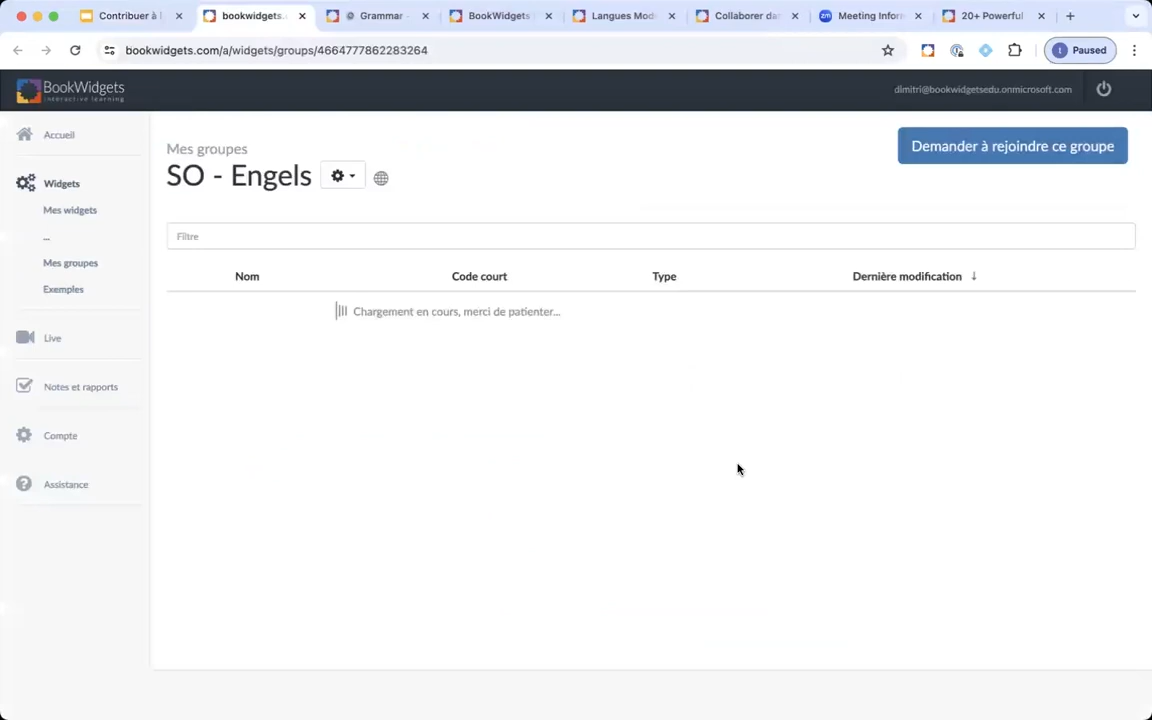 Contribuer à l
bookwidgets.
Grammar -
BookWidgets
Langues Mod
Collaborer da
Meeting Infor
20+ Powerful
bookwidgets.com/a/widgets/groups/4664777862283264
t Paused
BookWidgets
interactive learning
dimitri@bookwidgetsedu.onmicrosoft.com
Accueil
Widgets
Mes widgets
...
Mes groupes
Exemples
Live
Notes et rapports
Compte
Assistance
Mes groupes
SO - Engels
Demander à rejoindre ce groupe
Filtre
Nom Code court Type Dernière modification ↓
Chargement en cours, merci de patienter...